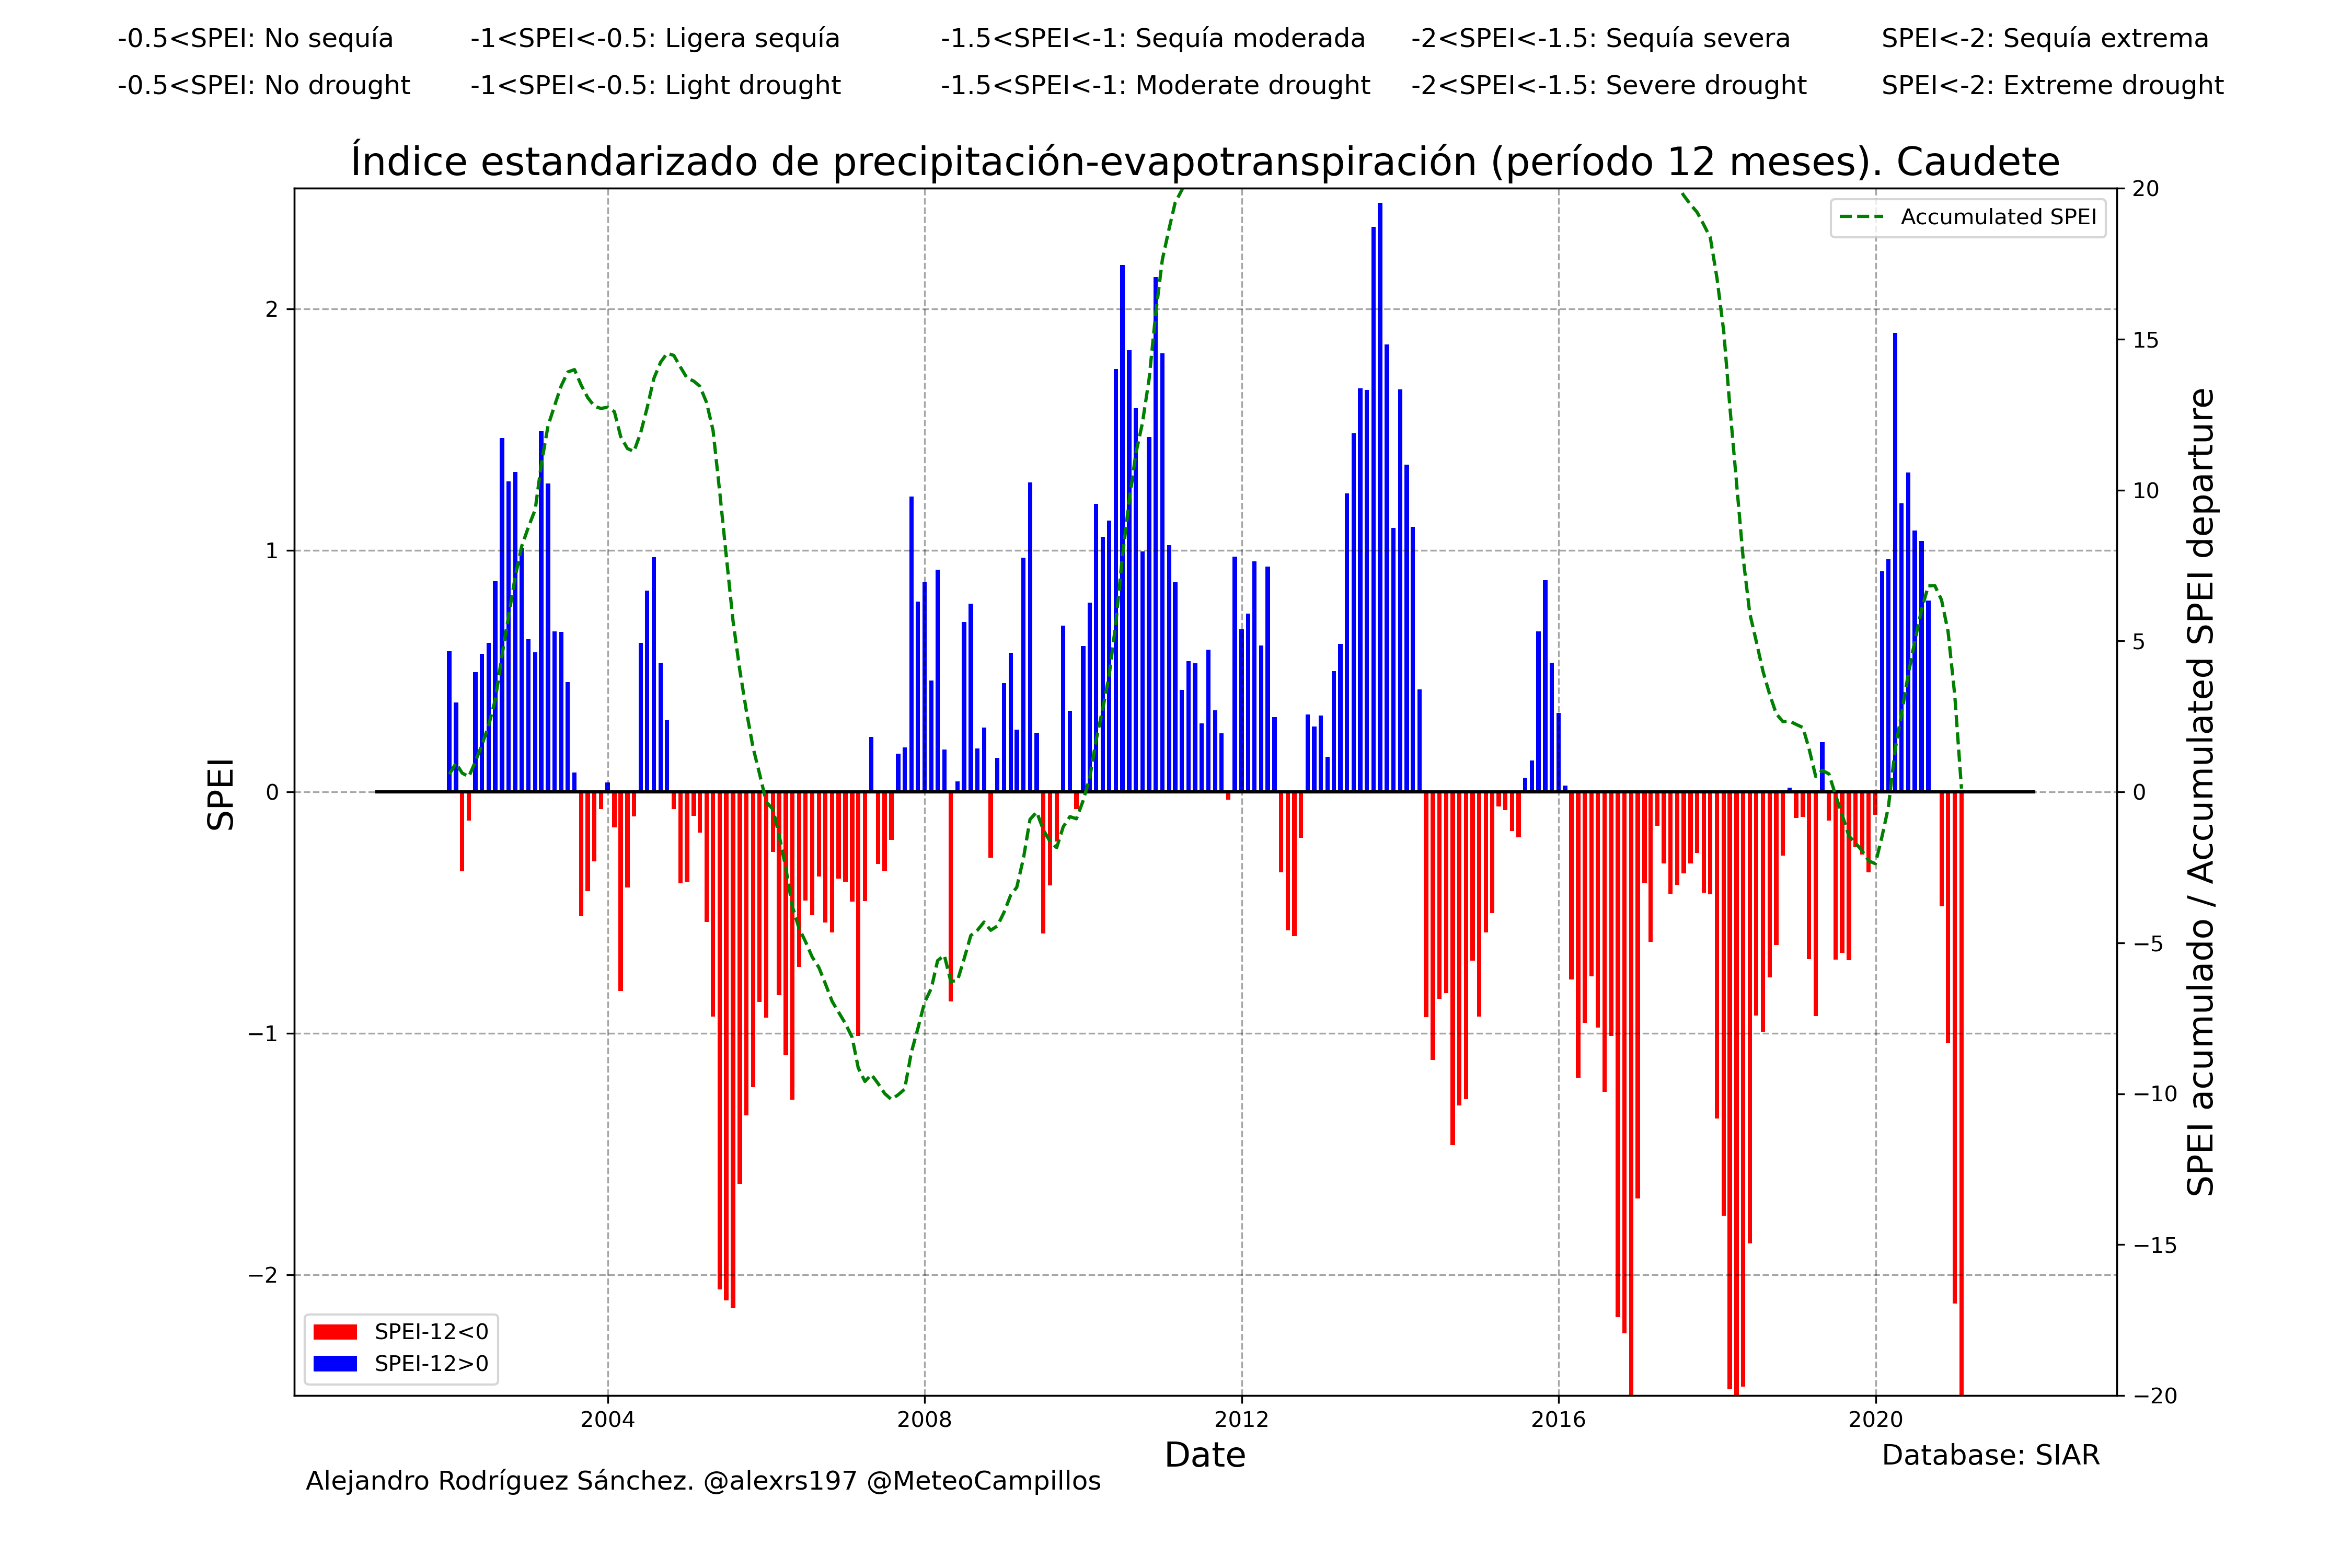 -0.5<SPEI: No sequía -1<SPEI<-0.5: Ligera sequía -1.5<SPEI<-1: Sequía moderada -2<SPEI<-1.5: Sequía severa SPEI<-2: Sequía extrema
-0.5<SPEI: No drought -1<SPEI<-0.5: Light drought -1.5<SPEI<-1: Moderate drought -2<SPEI<-1.5: Severe drought SPEI<-2: Extreme drought
Índice estandarizado de precipitación-evapotranspiración (período 12 meses). Caudete
Accumulated SPEI
SPEI
2
1
0
−1
−2
20
15
10
5
0
−5
−10
−15
−20
SPEI acumulado / Accumulated SPEI departure
SPEI-12<0
SPEI-12>0
2004 2008 2012 2016 2020
Date
Database: SIAR
Alejandro Rodríguez Sánchez. @alexrs197 @MeteoCampillos